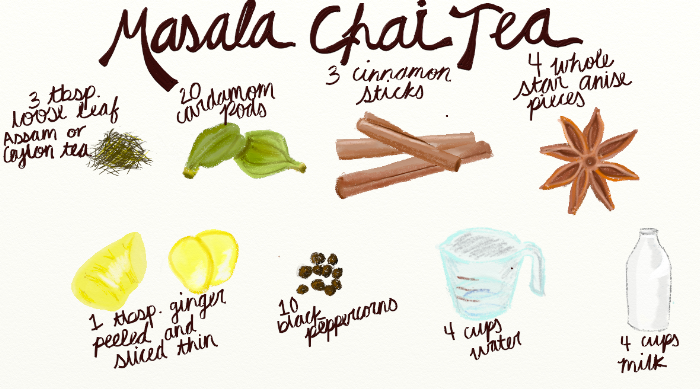 Masala Chai Tea
3 tbsp.
loose leaf
Assam or
Ceylon tea
20
cardamom
pods
3 cinnamon
sticks
4 whole
star anise
pieces
1 tbsp. ginger
peeled and
sliced thin
10
black
peppercorns
4 cups
water
4 cups
milk